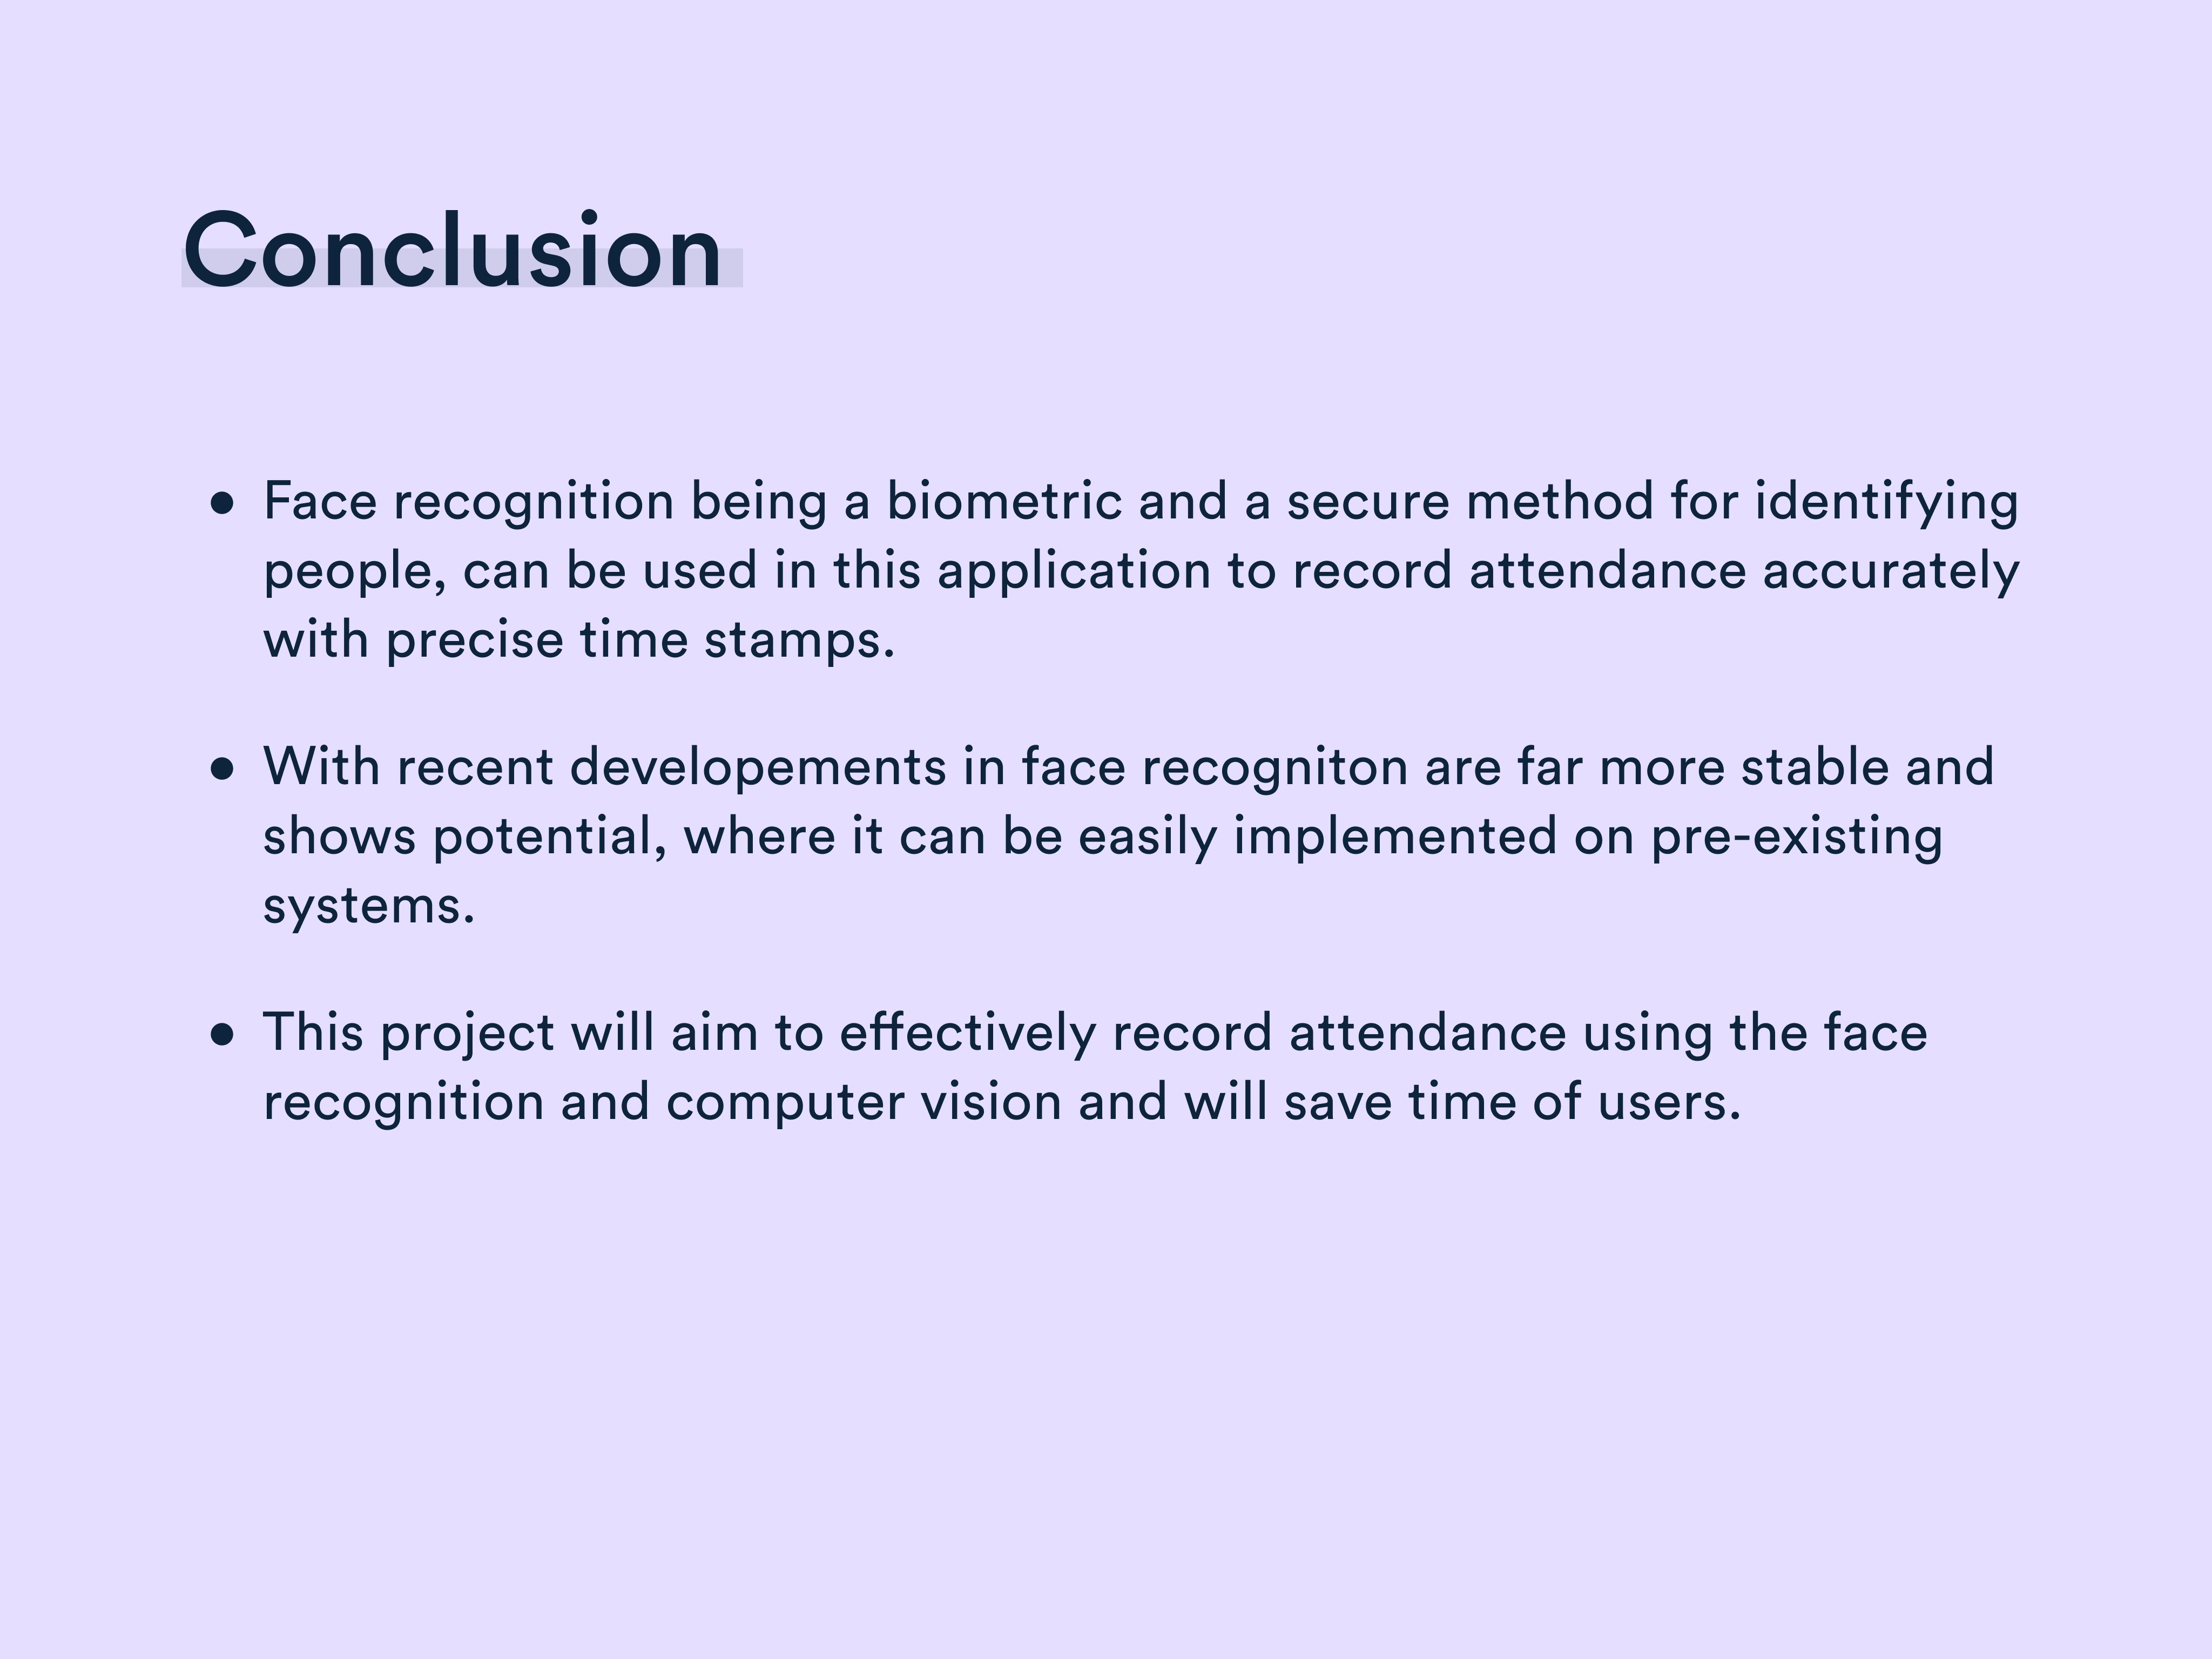 Conclusion
● Face recognition being a biometric and a secure method for identifying
people, can be used in this application to record attendance accurately
with precise time stamps.
● With recent developements in face recogniton are far more stable and
shows potential, where it can be easily implemented on pre-existing
systems.
● This project will aim to effectively record attendance using the face
recognition and computer vision and will save time of users.